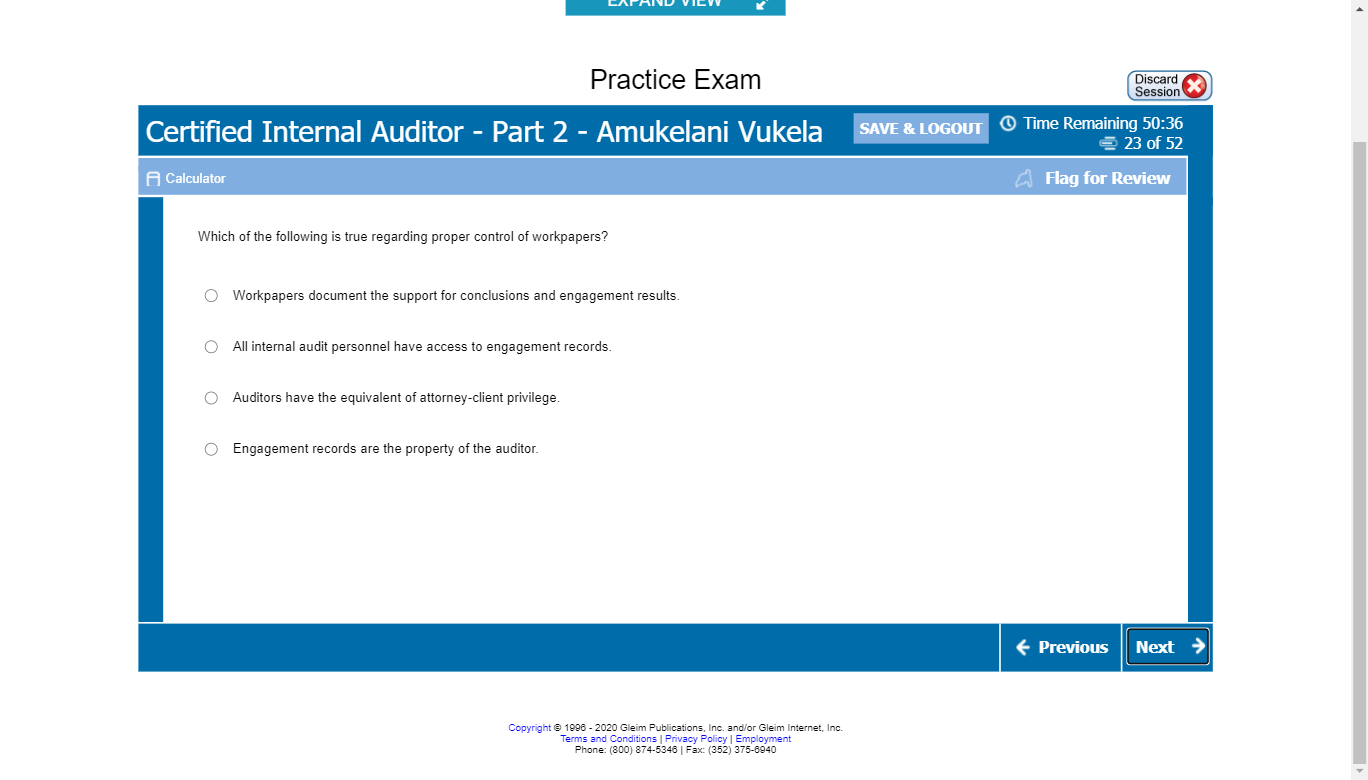 EXPAND VIEW
Practice Exam
Discard
Session
Certified Internal Auditor - Part 2 - Amukelani Vukela
SAVE & LOGOUT
Time Remaining 50:36
23 of 52
Calculator
Flag for Review
Which of the following is true regarding proper control of workpapers?
Workpapers document the support for conclusions and engagement results.
All internal audit personnel have access to engagement records.
Auditors have the equivalent of attorney-client privilege.
Engagement records are the property of the auditor.
Previous
Next
Copyright © 1996 - 2020 Gleim Publications, Inc. and/or Gleim Internet, Inc.
Terms and Conditions | Privacy Policy | Employment
Phone: (800) 874-5346 | Fax: (352) 375-6940